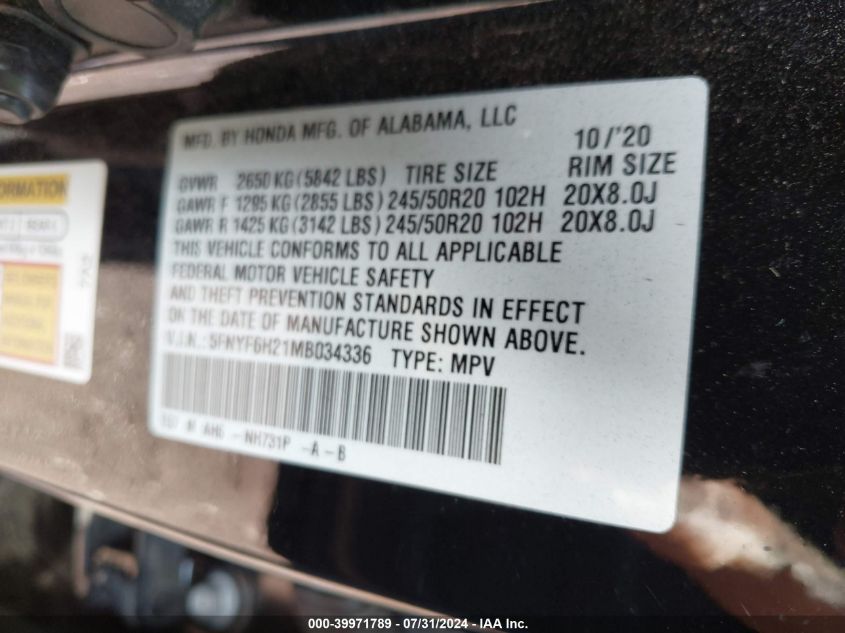 MFD. BY HONDA MFG. OF ALABAMA, LLC 10/'20
GVWR 2650 KG (5842 LBS) TIRE SIZE RIM SIZE
GAWR F 1295 KG (2855 LBS) 245/50R20 102H 20X8.0J
GAWR R 1425 KG (3142 LBS) 245/50R20 102H 20X8.0J
THIS VEHICLE CONFORMS TO ALL APPLICABLE
FEDERAL MOTOR VEHICLE SAFETY
AND THEFT PREVENTION STANDARDS IN EFFECT
ON THE DATE OF MANUFACTURE SHOWN ABOVE.
V.I.N.: 5FNYF6H21MB034336 TYPE: MPV
NH731P -A-B
000-39971789 - 07/31/2024 - IAA Inc.